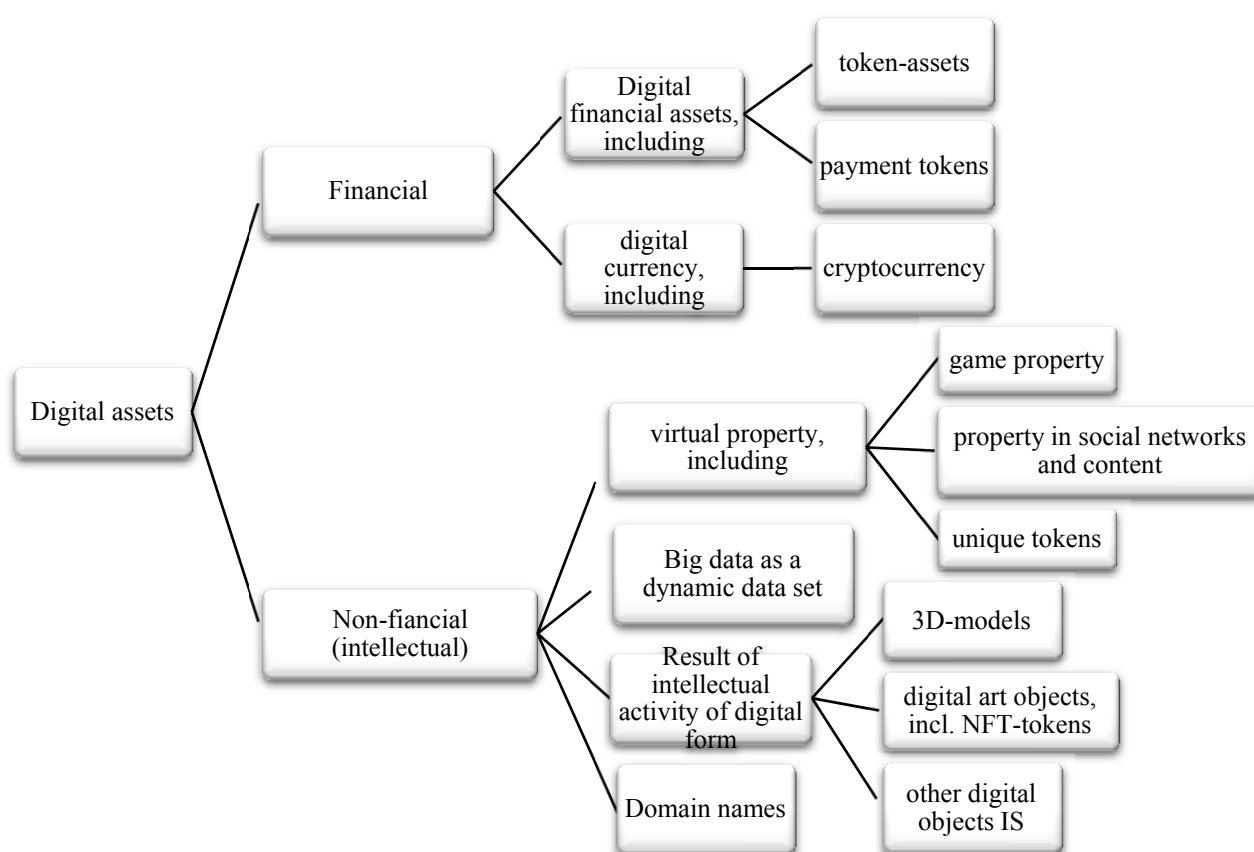 Digital assets
Financial
Digital
financial assets,
including
token-assets
payment tokens
digital
currency,
including
cryptocurrency
Non-fiancial
(intellectual)
virtual property,
including
game property
property in social networks
and content
unique tokens
Big data as a
dynamic data set
Result of
intellectual
activity of digital
form
3D-models
digital art objects,
incl. NFT-tokens
other digital
objects IS
Domain names